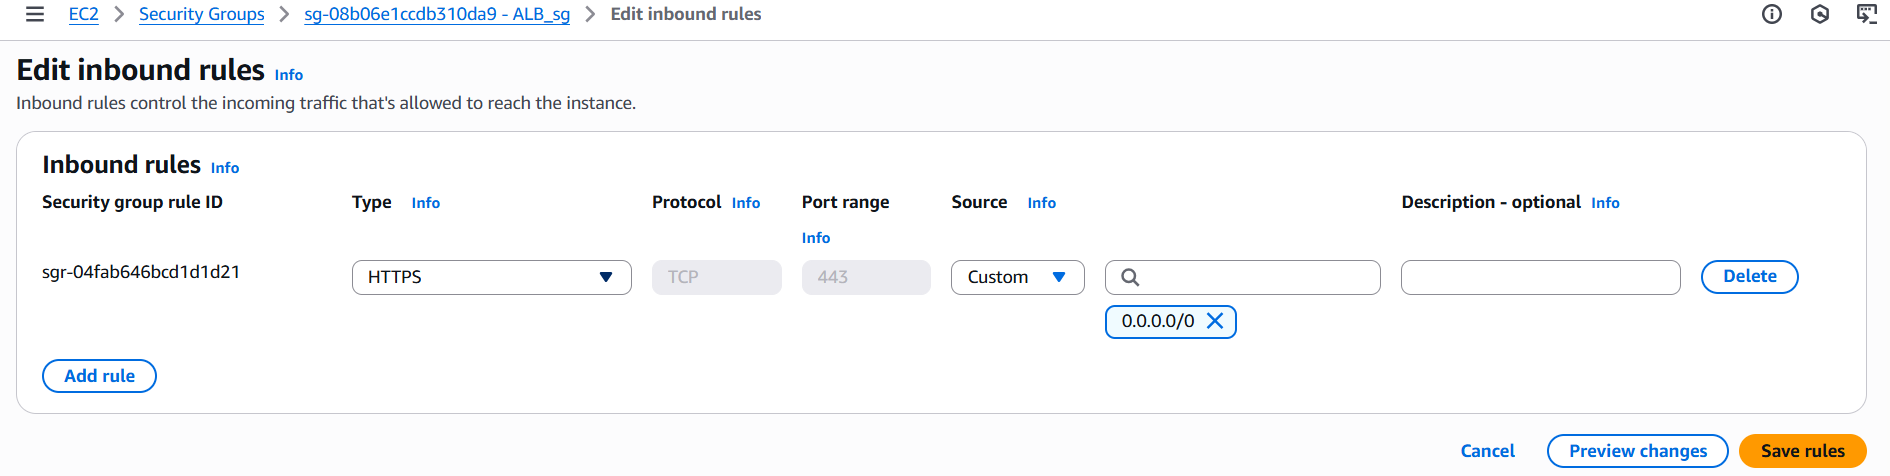 EC2 > Security Groups > sg-08b06e1ccdb310da9 - ALB_sg > Edit inbound rules
Edit inbound rules Info
Inbound rules control the incoming traffic that's allowed to reach the instance.
Inbound rules Info
Security group rule ID Type Info Protocol Info Port range Info Source Info Description - optional Info
sgr-04fab646bcd1d1d21 HTTPS TCP 443 Custom Delete
0.0.0.0/0
Add rule
Cancel Preview changes Save rules